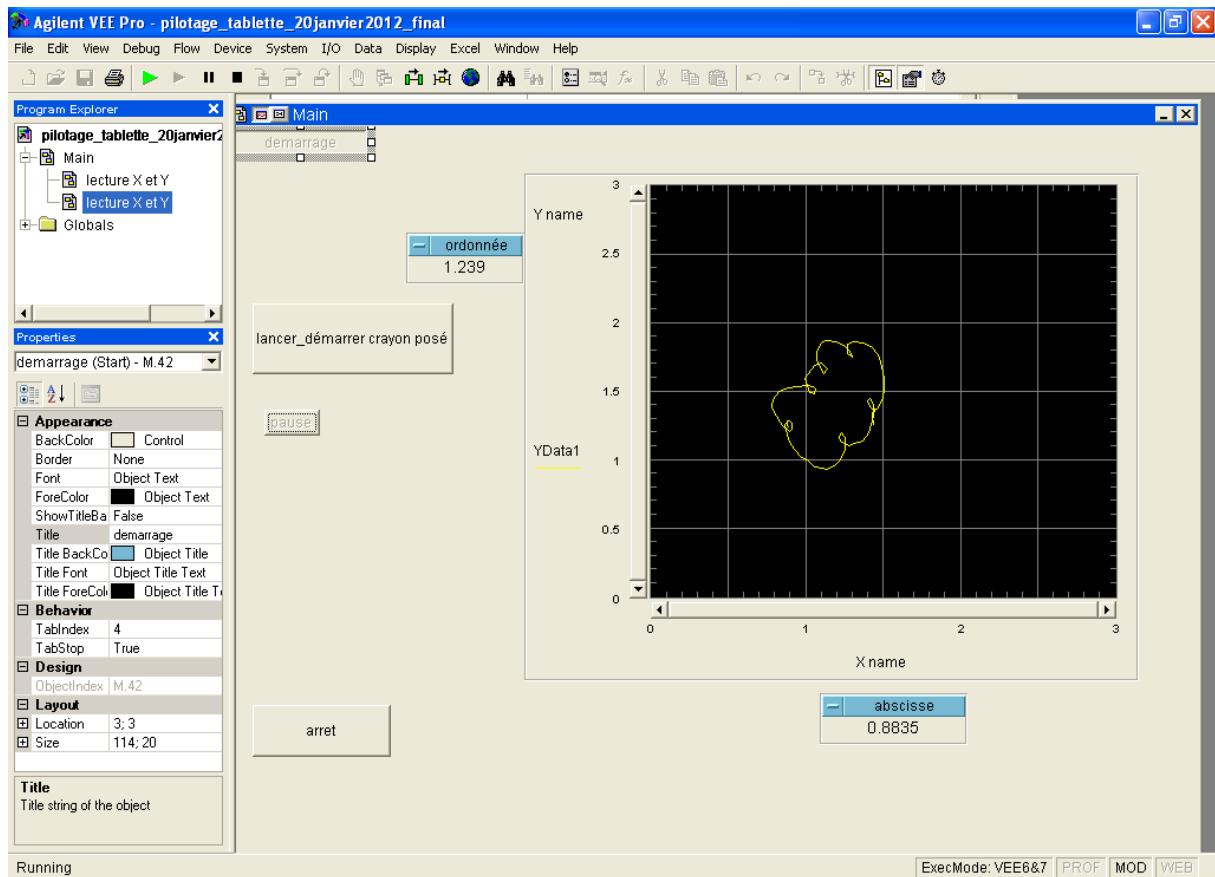 Agilent VEE Pro - pilotage_tablette_20janvier2012_final
File Edit View Debug Flow Device System I/O Data Display Excel Window Help
Program Explorer
pilotage_tablette_20janvier2
Main
lecture X et Y
lecture X et Y
Globals
Properties
demarrage (Start) - M.42
Appearance
BackColor Control
Border None
Font Object Text
ForeColor Object Text
ShowTitleBa False
Title demarrage
Title BackCo Object Title
Title Font Object Title Text
Title ForeColo Object Title T
Behavior
TabIndex 4
TabStop True
Design
ObjectIndex M.42
Layout
Location 3; 3
Size 114; 20
Title
Title string of the object
Main
demarrage
ordonnée
1.239
lancer_démarrer crayon posé
pause
arret
Y name
YData1
3
2.5
2
1.5
1
0.5
0
0 1 2 3
X name
abscisse
0.8835
Running
ExecMode: VEE6&7 PROF MOD WEB